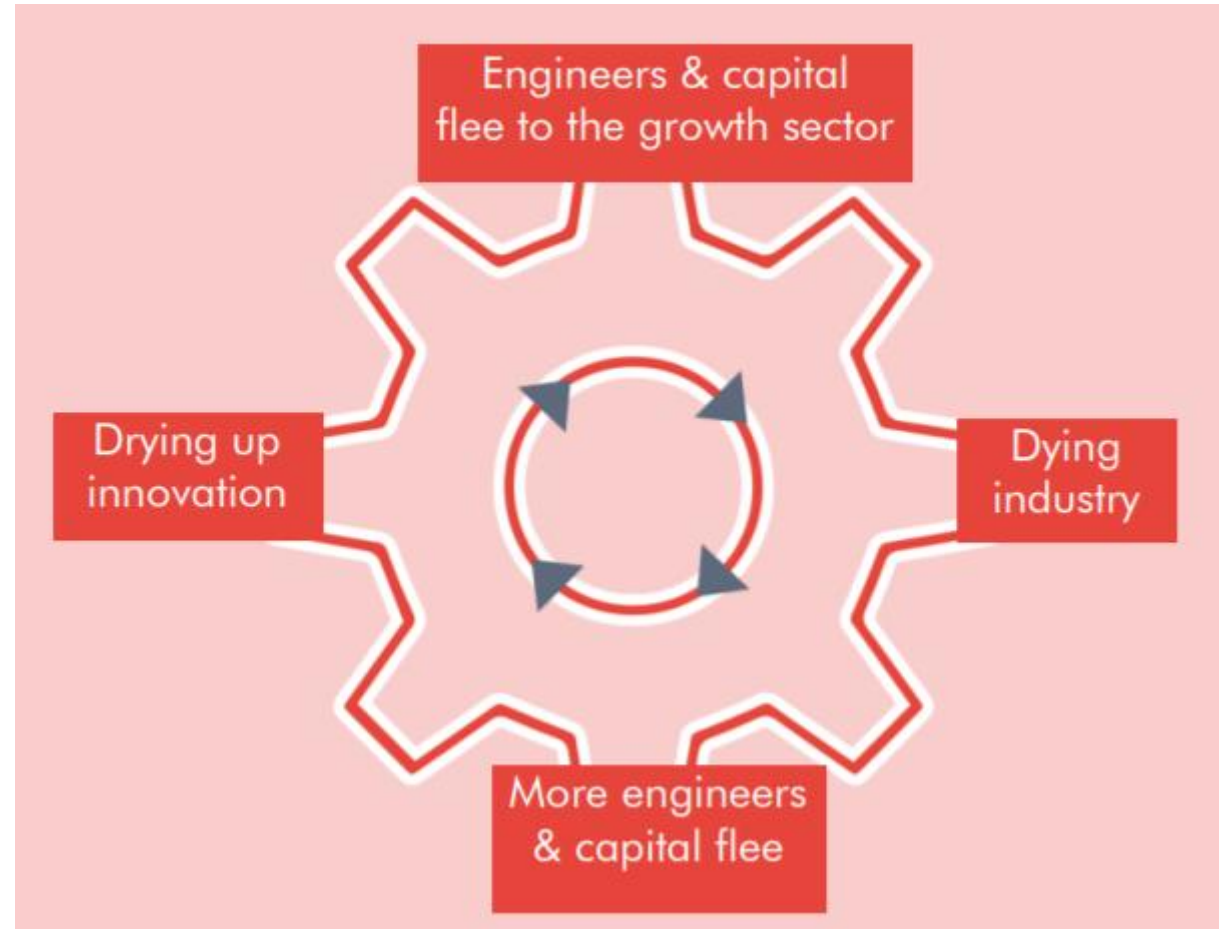 Engineers & capital
flee to the growth sector
Drying up
innovation
Dying
industry
More engineers
& capital flee